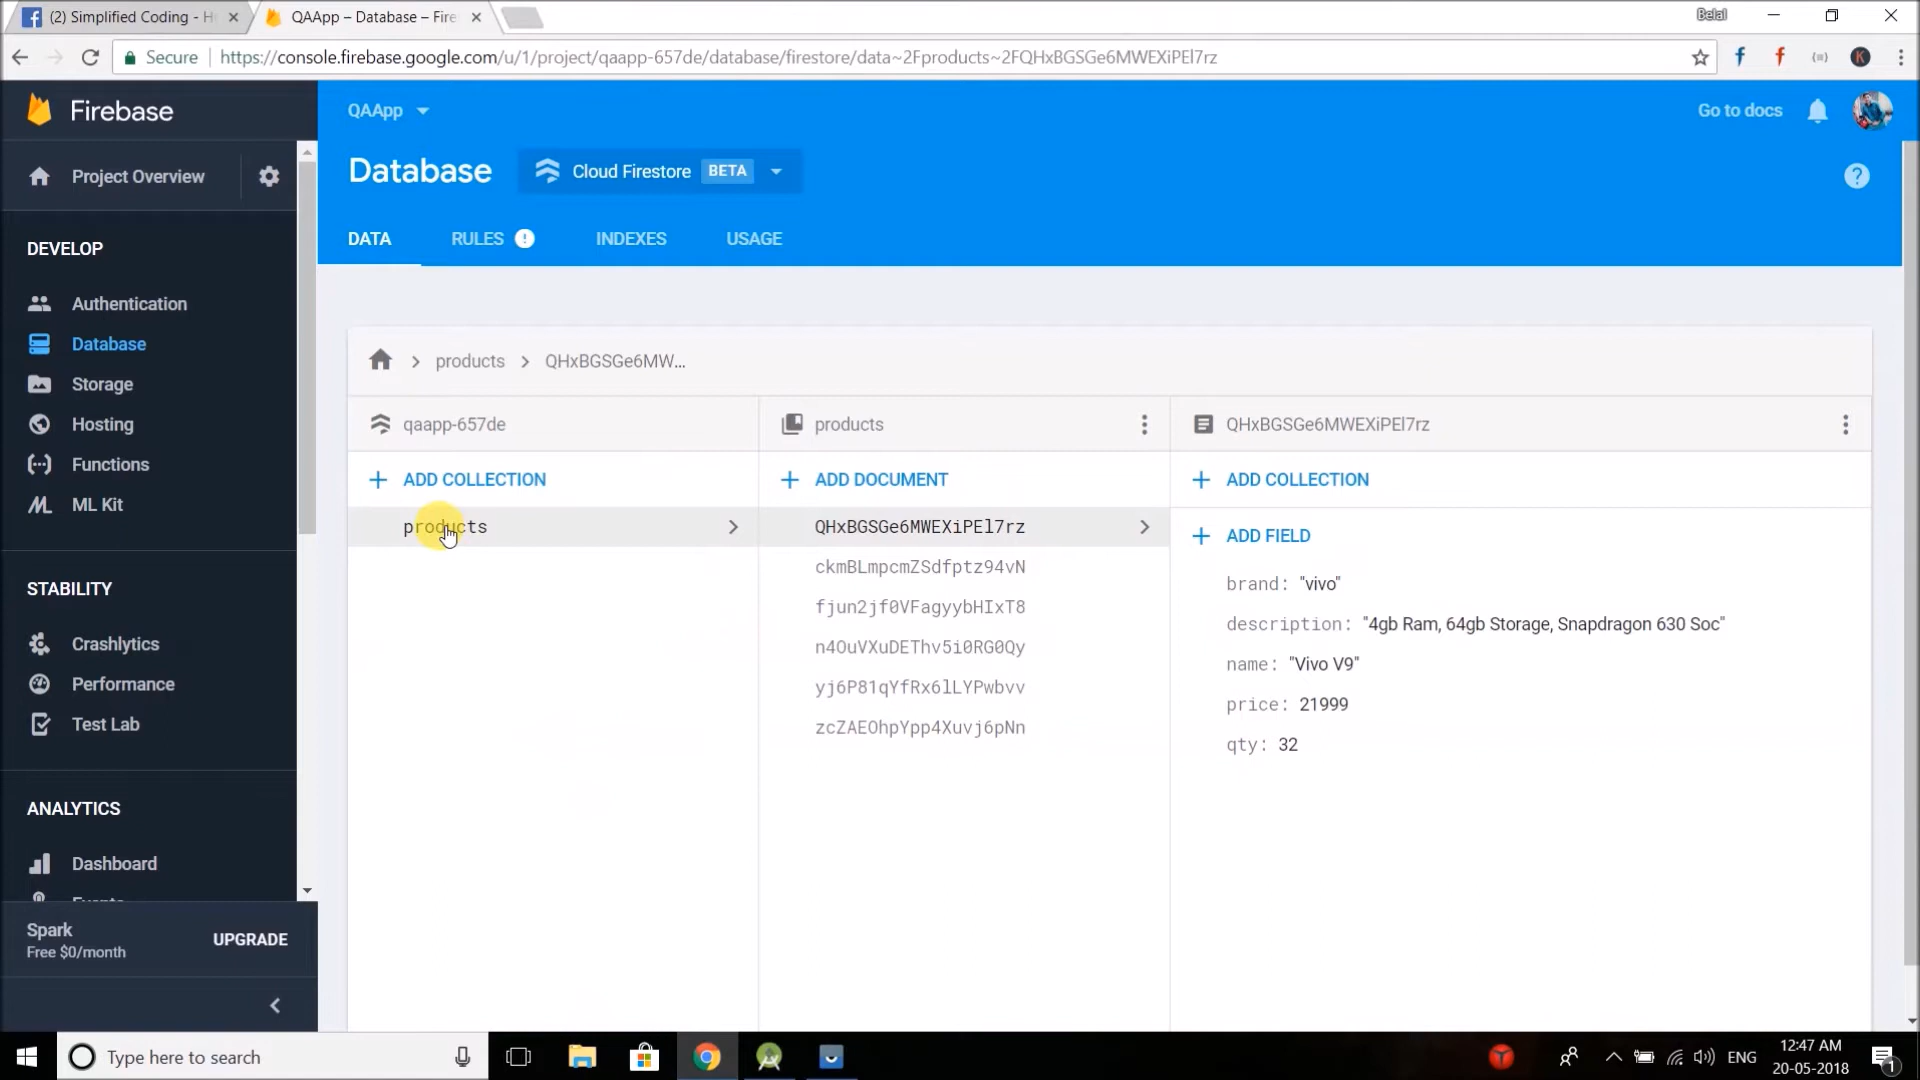 (2) Simplified Coding - H
QAApp – Database – Fire
Belal
Secure
https://console.firebase.google.com/u/1/project/qaapp-657de/database/firestore/data~2Fproducts~2FQHxBGSGe6MWEXiPEl7rz
Firebase
QAApp
Go to docs
Project Overview
Database
Cloud Firestore
BETA
DATA
RULES
INDEXES
USAGE
DEVELOP
Authentication
Database
Storage
Hosting
Functions
ML Kit
STABILITY
Crashlytics
Performance
Test Lab
ANALYTICS
Dashboard
Spark
Free $0/month
UPGRADE
products
QHxBGSGe6MW...
qaapp-657de
products
QHxBGSGe6MWEXiPEl7rz
ADD COLLECTION
ADD DOCUMENT
ADD COLLECTION
products
QHxBGSGe6MWEXiPEl7rz
ckmBLmpcmZSdfptz94vN
fjun2jf0VFagyybHIxT8
n4OuVXuDEThv5i0RG0Qy
yj6P81qYfRx6lLYPwbvv
zcZAEOhpYpp4Xuvj6pNn
ADD FIELD
brand: "vivo"
description: "4gb Ram, 64gb Storage, Snapdragon 630 Soc"
name: "Vivo V9"
price: 21999
qty: 32
Type here to search
ENG
12:47 AM
20-05-2018
1